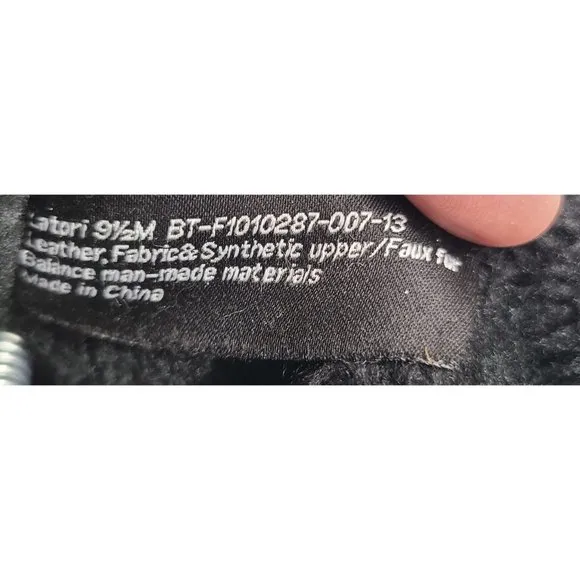 Katori 9½M BT-F1010287-007-13
Leather, Fabric&Synthetic upper/Faux fur
Balance man-made materials
Made in China